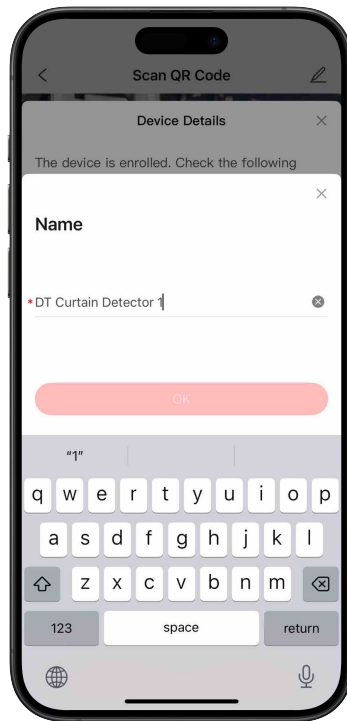 Scan QR Code
Device Details
The device is enrolled. Check the following
Name
*DT Curtain Detector 1
OK
"1"
q w e r t y u i o p
a s d f g h j k l
z x c v b n m
123 space return